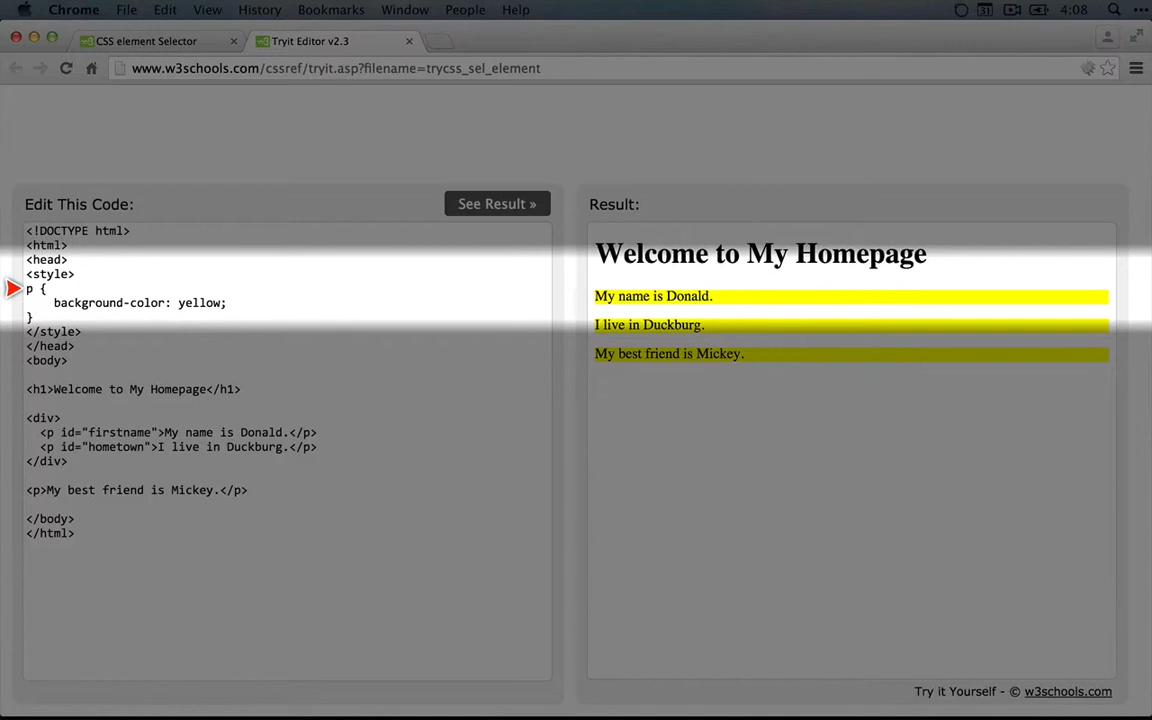 Chrome File Edit View History Bookmarks Window People Help 31 4:08
CSS element Selector
Tryit Editor v2.3
www.w3schools.com/cssref/tryit.asp?filename=trycss_sel_element
Edit This Code:
See Result »
<!DOCTYPE html>
<html>
<head>
<style>
p {
background-color: yellow;
}
</style>
</head>
<body>
<h1>Welcome to My Homepage</h1>
<div>
<p id="firstname">My name is Donald.</p>
<p id="hometown">I live in Duckburg.</p>
</div>
<p>My best friend is Mickey.</p>
</body>
</html>
Result:
Welcome to My Homepage
My name is Donald.
I live in Duckburg.
My best friend is Mickey.
Try it Yourself - © w3schools.com